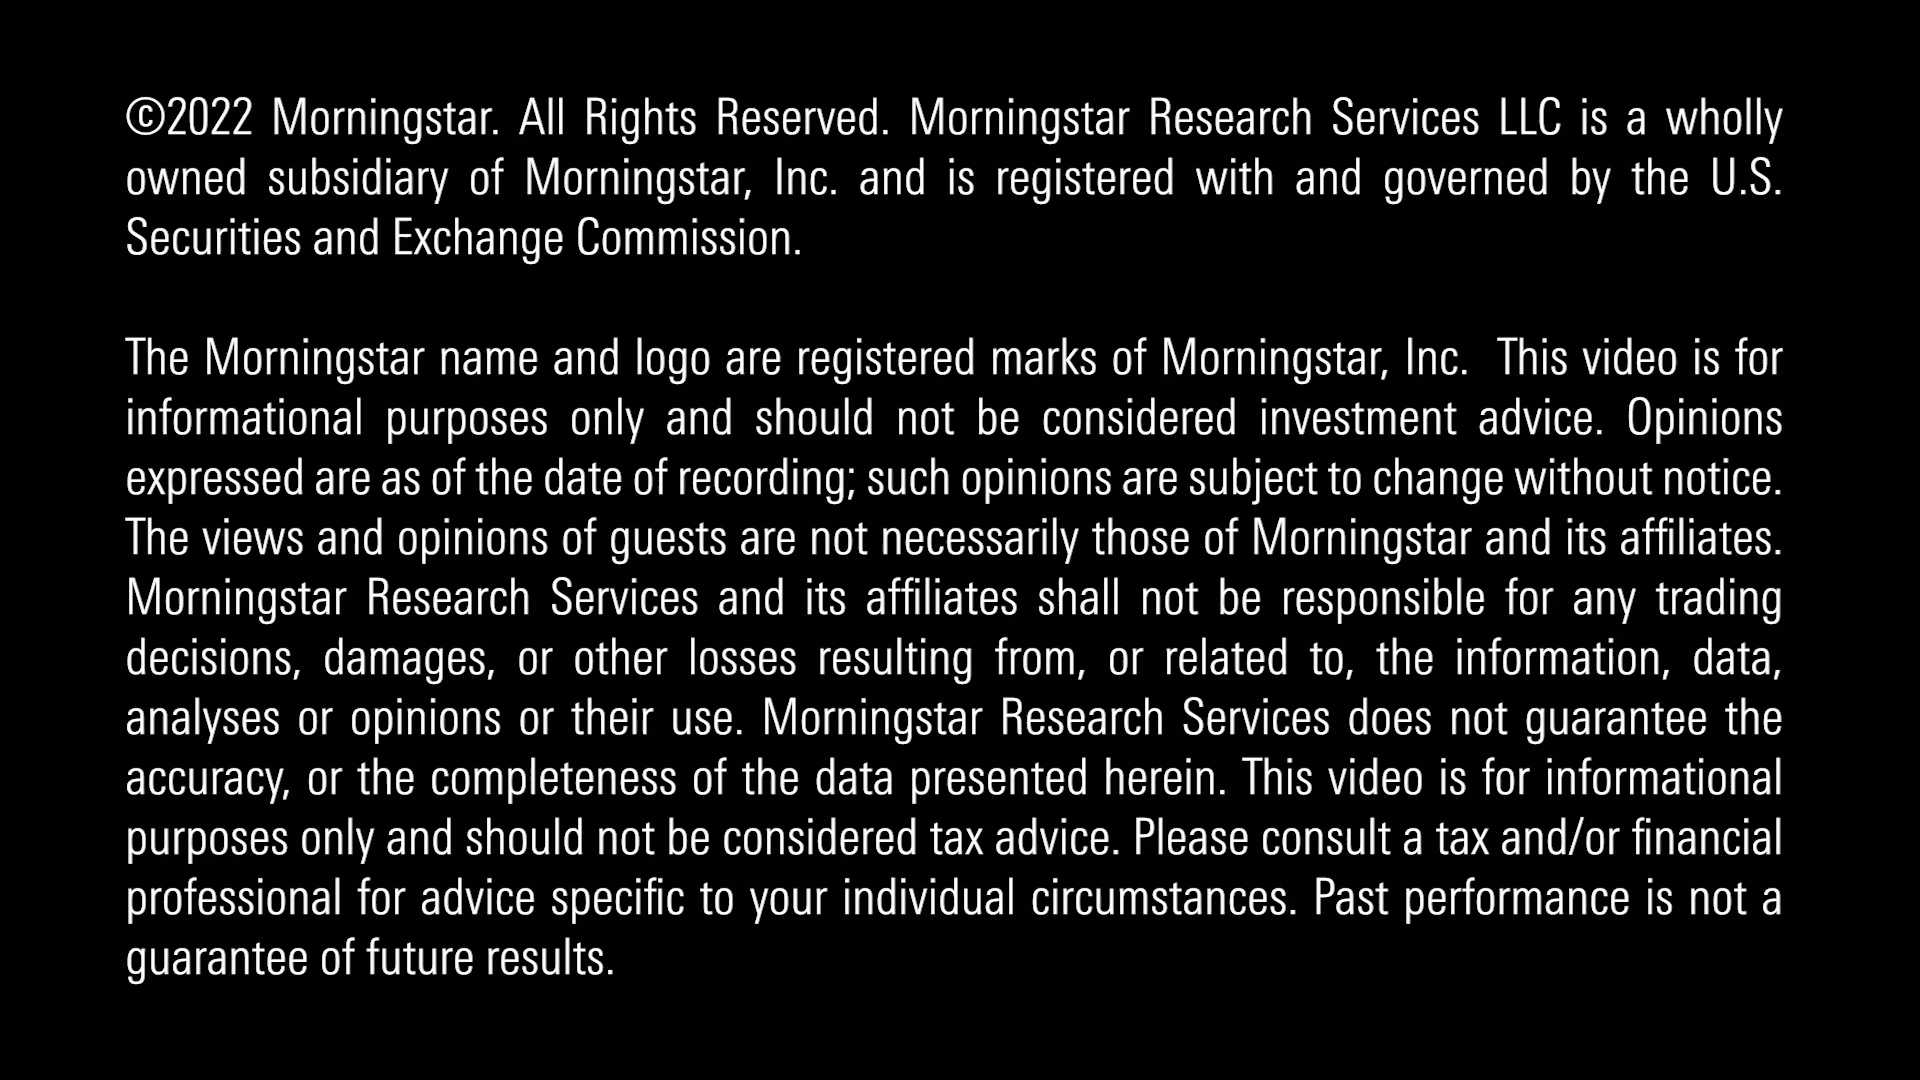 ©2022 Morningstar. All Rights Reserved. Morningstar Research Services LLC is a wholly
owned subsidiary of Morningstar, Inc. and is registered with and governed by the U.S.
Securities and Exchange Commission.
The Morningstar name and logo are registered marks of Morningstar, Inc.  This video is for
informational purposes only and should not be considered investment advice. Opinions
expressed are as of the date of recording; such opinions are subject to change without notice.
The views and opinions of guests are not necessarily those of Morningstar and its affiliates.
Morningstar Research Services and its affiliates shall not be responsible for any trading
decisions, damages, or other losses resulting from, or related to, the information, data,
analyses or opinions or their use. Morningstar Research Services does not guarantee the
accuracy, or the completeness of the data presented herein. This video is for informational
purposes only and should not be considered tax advice. Please consult a tax and/or financial
professional for advice specific to your individual circumstances. Past performance is not a
guarantee of future results.